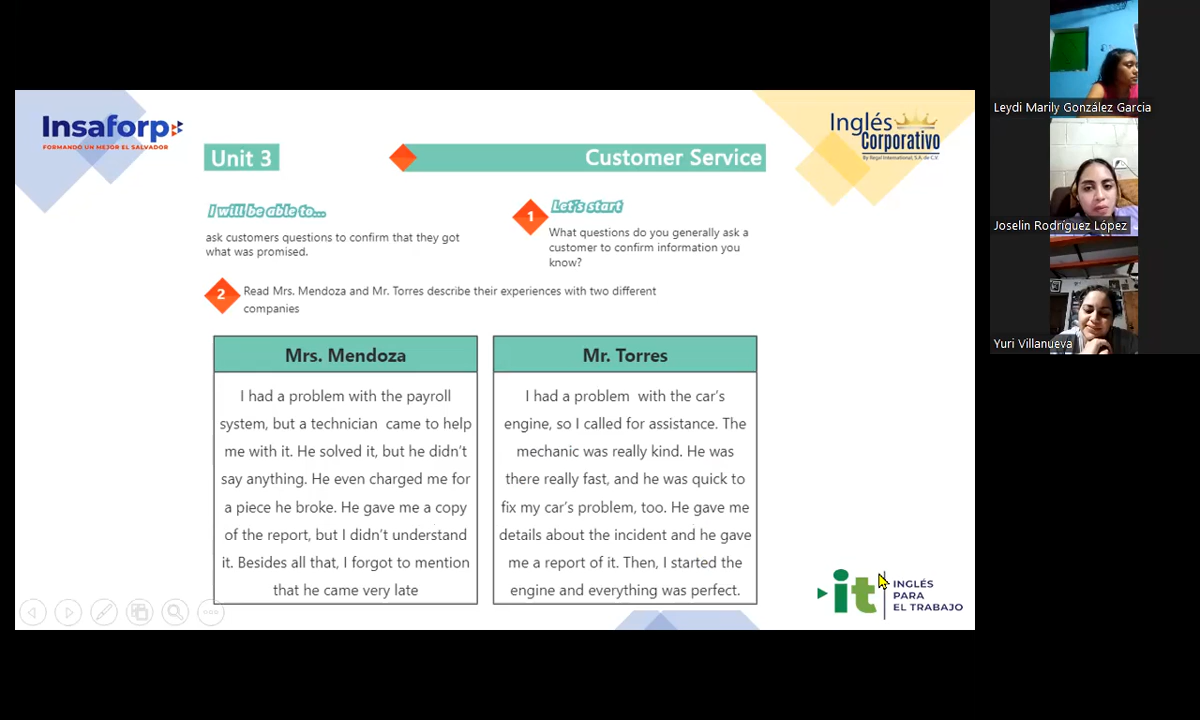 Insaforp
FORMANDO UN MEJOR EL SALVADOR
Inglés
Corporativo
By Regal International, S.A. de C.V.
Unit 3
Customer Service
I will be able to...
ask customers questions to confirm that they got
what was promised.
1
Let's start
What questions do you generally ask a
customer to confirm information you
know?
2
Read Mrs. Mendoza and Mr. Torres describe their experiences with two different
companies
Mrs. Mendoza
I had a problem with the payroll
system, but a technician came to help
me with it. He solved it, but he didn't
say anything. He even charged me for
a piece he broke. He gave me a copy
of the report, but I didn't understand
it. Besides all that, I forgot to mention
that he came very late
Mr. Torres
I had a problem with the car's
engine, so I called for assistance. The
mechanic was really kind. He was
there really fast, and he was quick to
fix my car's problem, too. He gave me
details about the incident and he gave
me a report of it. Then, I started the
engine and everything was perfect.
it
INGLÉS
PARA
EL TRABAJO
Leydi Marily González Garcia
Joselin Rodríguez López
Yuri Villanueva